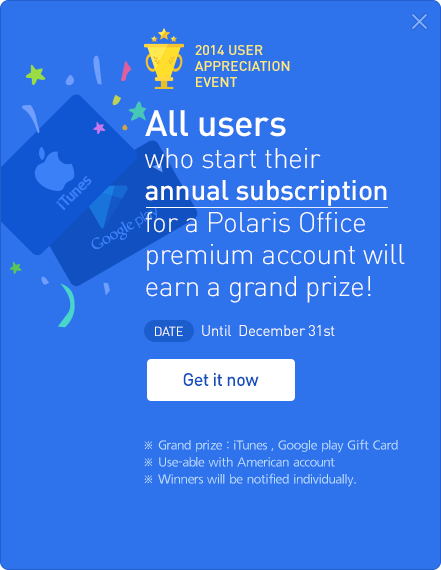 2014 USER
APPRECIATION
EVENT
All users
who start their
annual subscription
for a Polaris Office
premium account will
earn a grand prize!
iTunes
Google play
DATE Until December 31st
Get it now
※ Grand prize : iTunes , Google play Gift Card
※ Use-able with American account
※ Winners will be notified individually.